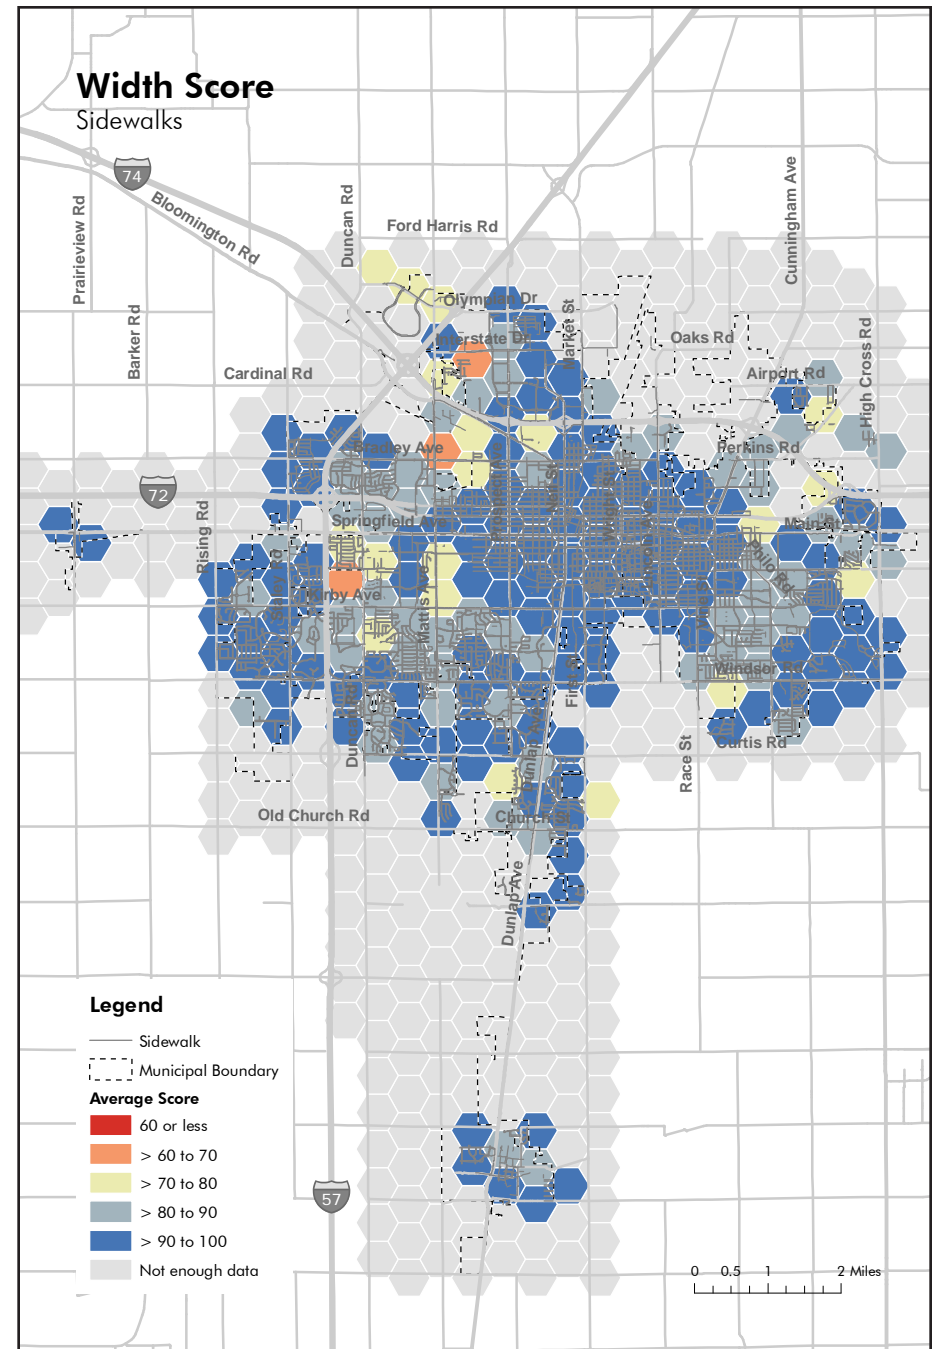 Width Score
Sidewalks
74
Bloomington Rd
Prairieview Rd
Barker Rd
Duncan Rd
Ford Harris Rd
Cunningham Ave
Olympian Dr
Interstate Dr
Market St
Oaks Rd
Airport Rd
High Cross Rd
Cardinal Rd
Bradley Ave
Perkins Rd
72
Rising Rd
Springfield Ave
Main St
Philo Rd
Kirby Ave
Mattis Ave
Windsor Rd
Duncan Rd
Dunlap Ave
Race St
Curtis Rd
Old Church Rd
Church St
Dunlap Ave
57
Legend
Sidewalk
Municipal Boundary
Average Score
60 or less
> 60 to 70
> 70 to 80
> 80 to 90
> 90 to 100
Not enough data
0 0.5 1 2 Miles